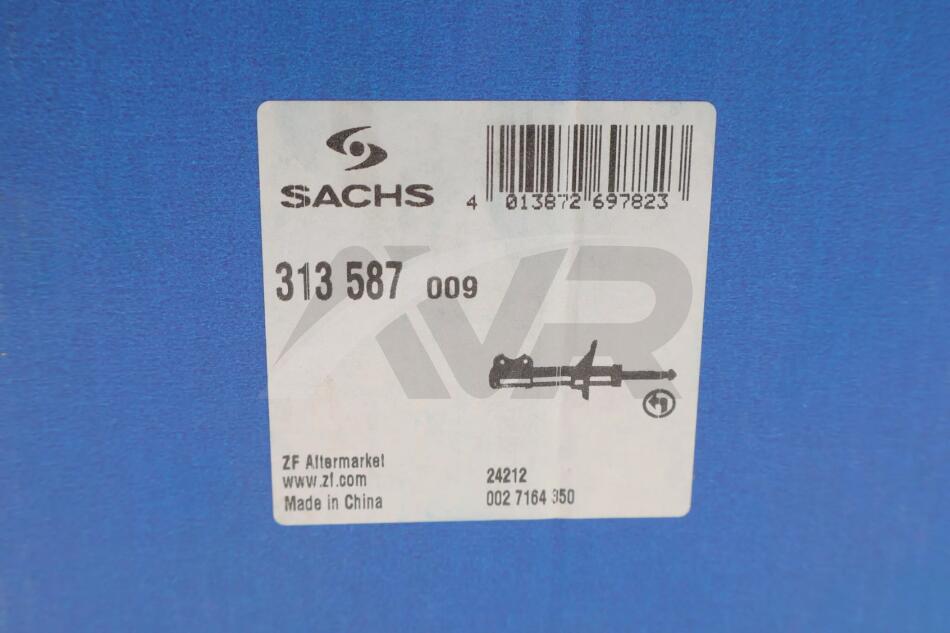 SACHS
4 013872 697823
313 587 009
AVR
ZF Aftermarket
www.zf.com
Made in China
24212
002 7164 350